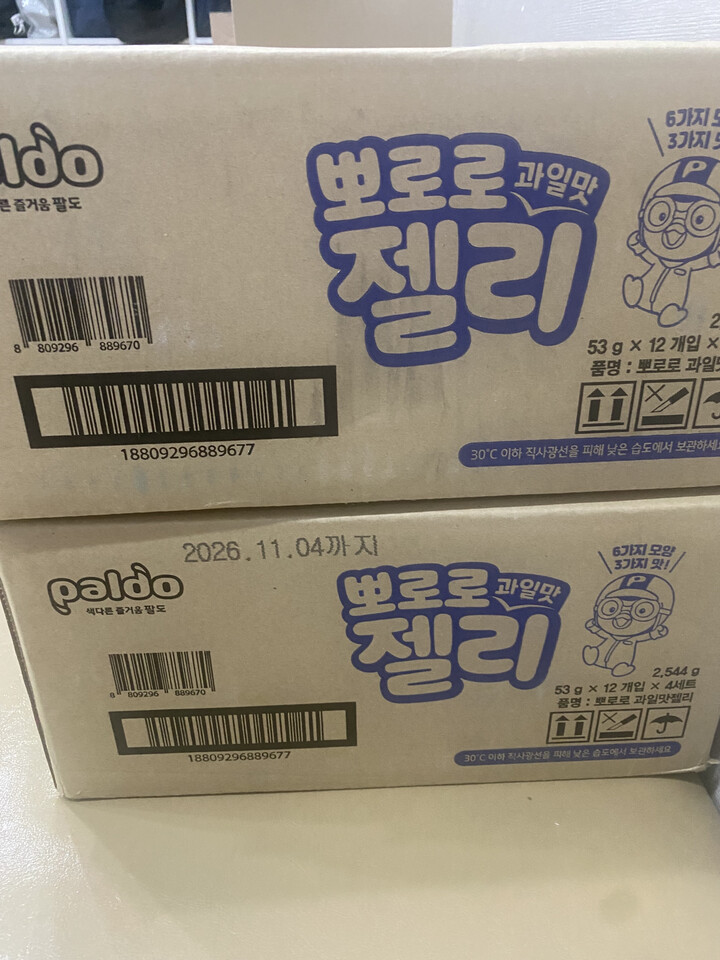 ldo
른 즐거움 팔도
뽀로로 과일맛
젤리
6가지 모
3가지
P
8 809296 889670
18809296889677
2
53 g × 12 개입 ×
품명 : 뽀로로 과일맛
30℃ 이하 직사광선을 피해 낮은 습도에서 보관하세요
2026.11.04까지
paldo
색다른 즐거움 팔도
뽀로로 과일맛
젤리
6가지 모양
3가지 맛!
P
8 809296 889670
18809296889677
2,544 g
53 g × 12 개입 × 4세트
품명 : 뽀로로 과일맛젤리
30℃ 이하 직사광선을 피해 낮은 습도에서 보관하세요